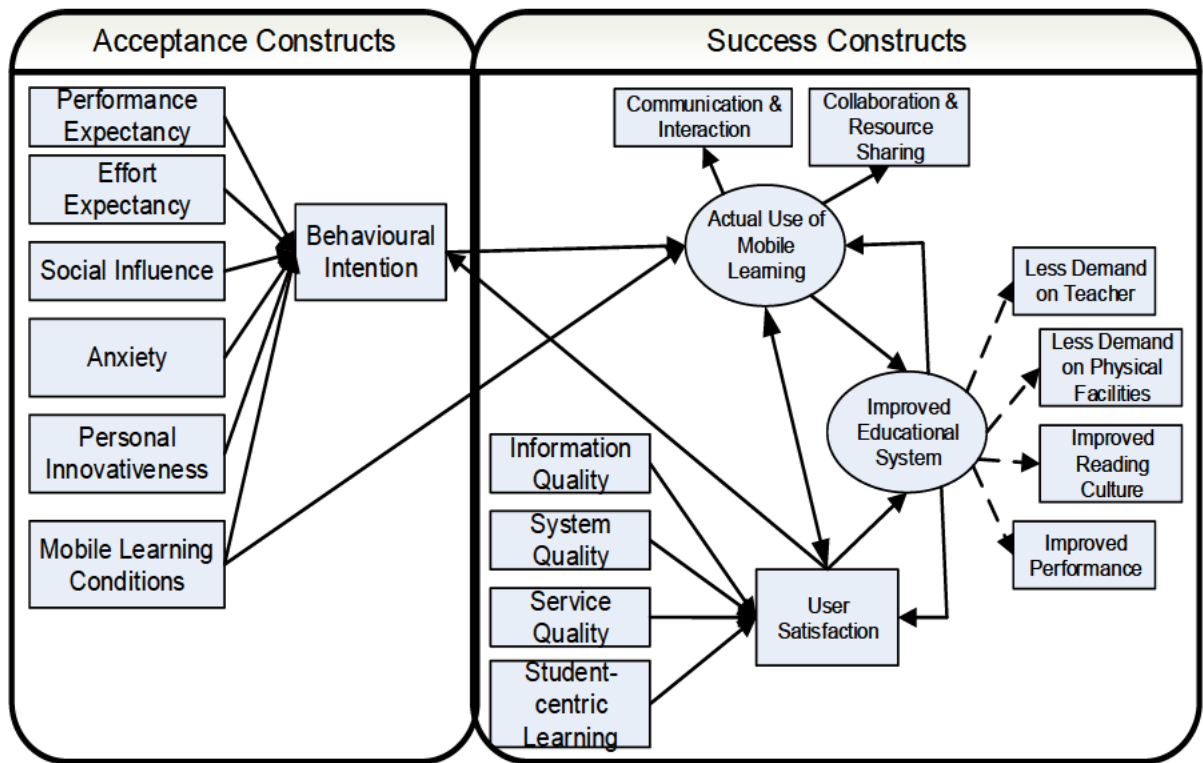 Acceptance Constructs
Performance
Expectancy
Effort
Expectancy
Social Influence
Anxiety
Personal
Innovativeness
Mobile Learning
Conditions
Behavioural
Intention
Success Constructs
Communication &
Interaction
Collaboration &
Resource
Sharing
Actual Use of
Mobile
Learning
Less Demand
on Teacher
Less Demand
on Physical
Facilities
Improved
Educational
System
Improved
Reading
Culture
Improved
Performance
Information
Quality
System
Quality
Service
Quality
Student-
centric
Learning
User
Satisfaction